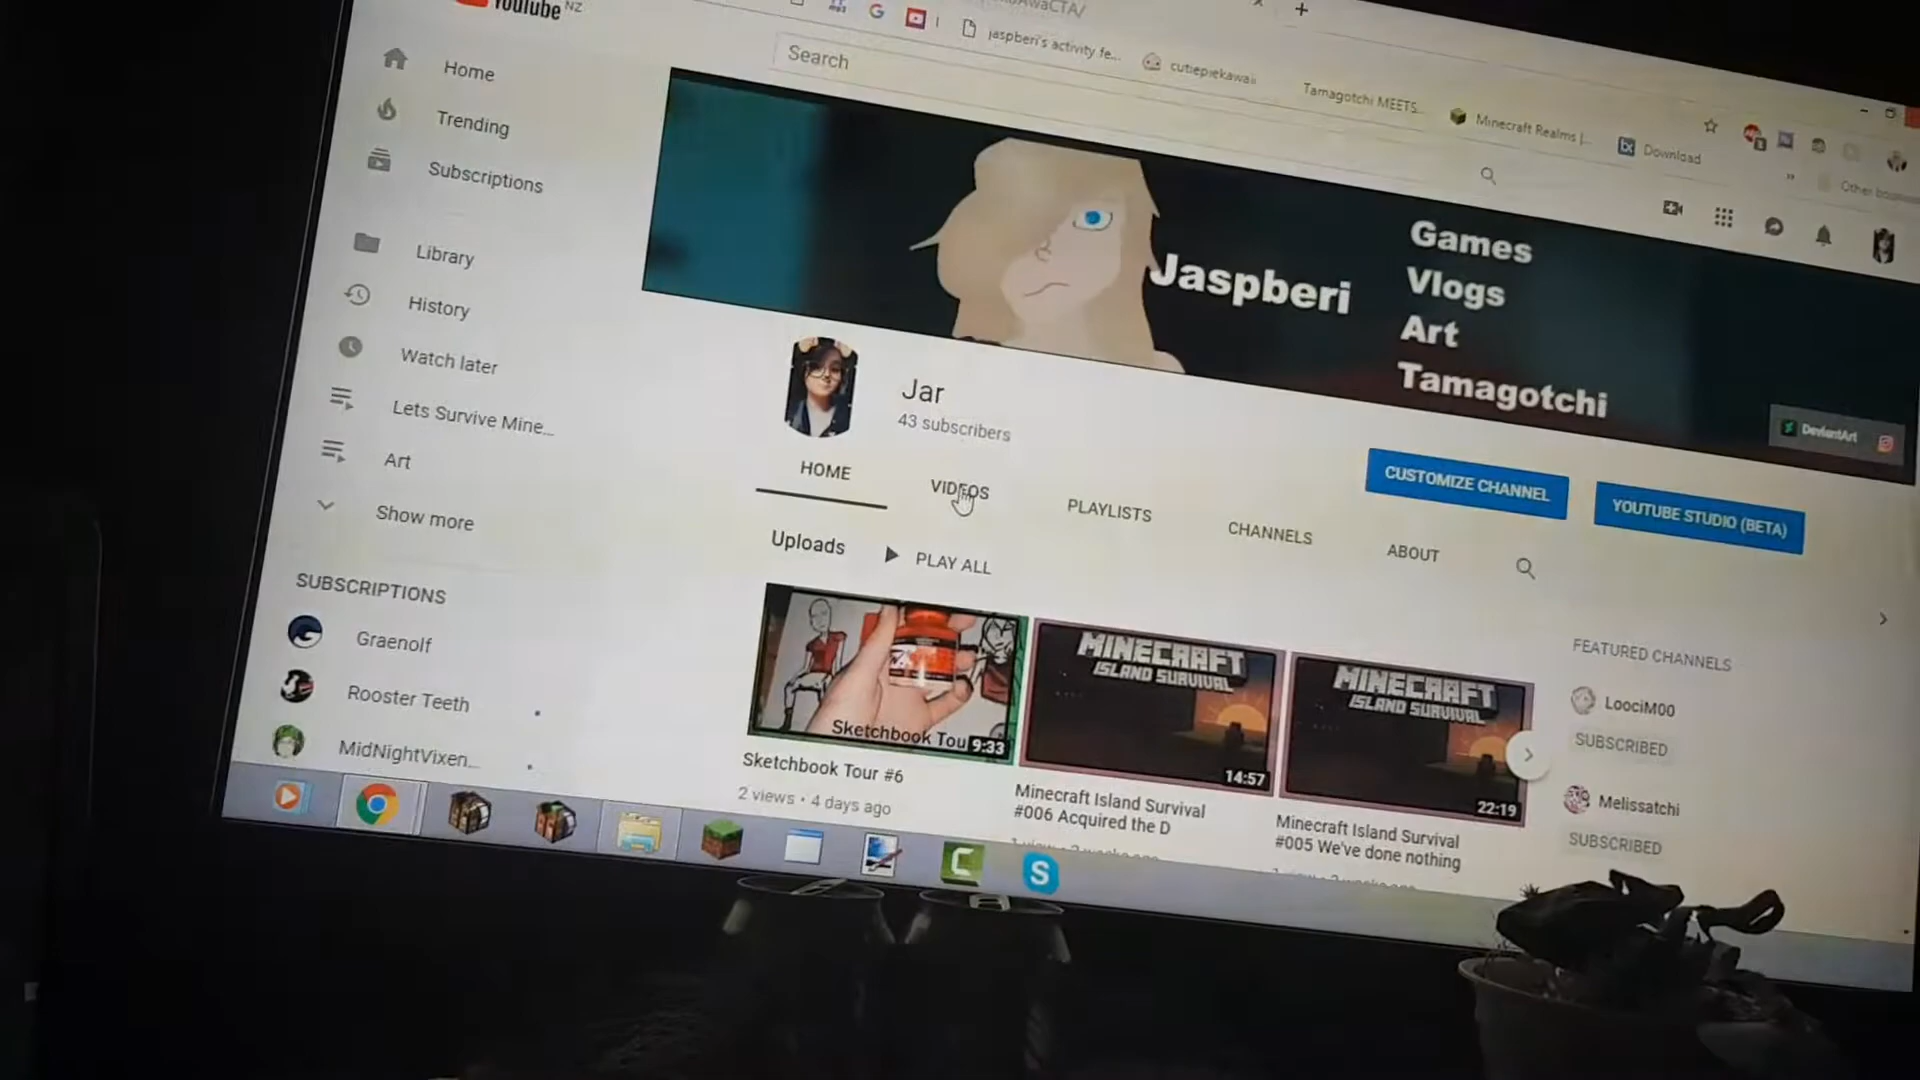 YouTube NZ
jaspberi's activity fe...
cutiepiekawaii
Tamagotchi MEETS...
Minecraft Realms |...
Download
Search
Home
Trending
Subscriptions
Library
History
Watch later
Lets Survive Mine...
Art
Show more
SUBSCRIPTIONS
Graenolf
Rooster Teeth
MidNightVixen...
Jaspberi
Games
Vlogs
Art
Tamagotchi
DeviantArt
Jar
43 subscribers
CUSTOMIZE CHANNEL
YOUTUBE STUDIO (BETA)
HOME
VIDEOS
PLAYLISTS
CHANNELS
ABOUT
Uploads
PLAY ALL
Sketchbook Tou
9:33
Sketchbook Tour #6
2 views • 4 days ago
MINECRAFT
ISLAND SURVIVAL
14:57
Minecraft Island Survival
#006 Acquired the D
MINECRAFT
ISLAND SURVIVAL
22:19
Minecraft Island Survival
#005 We've done nothing
FEATURED CHANNELS
LoociM00
SUBSCRIBED
Melissatchi
SUBSCRIBED